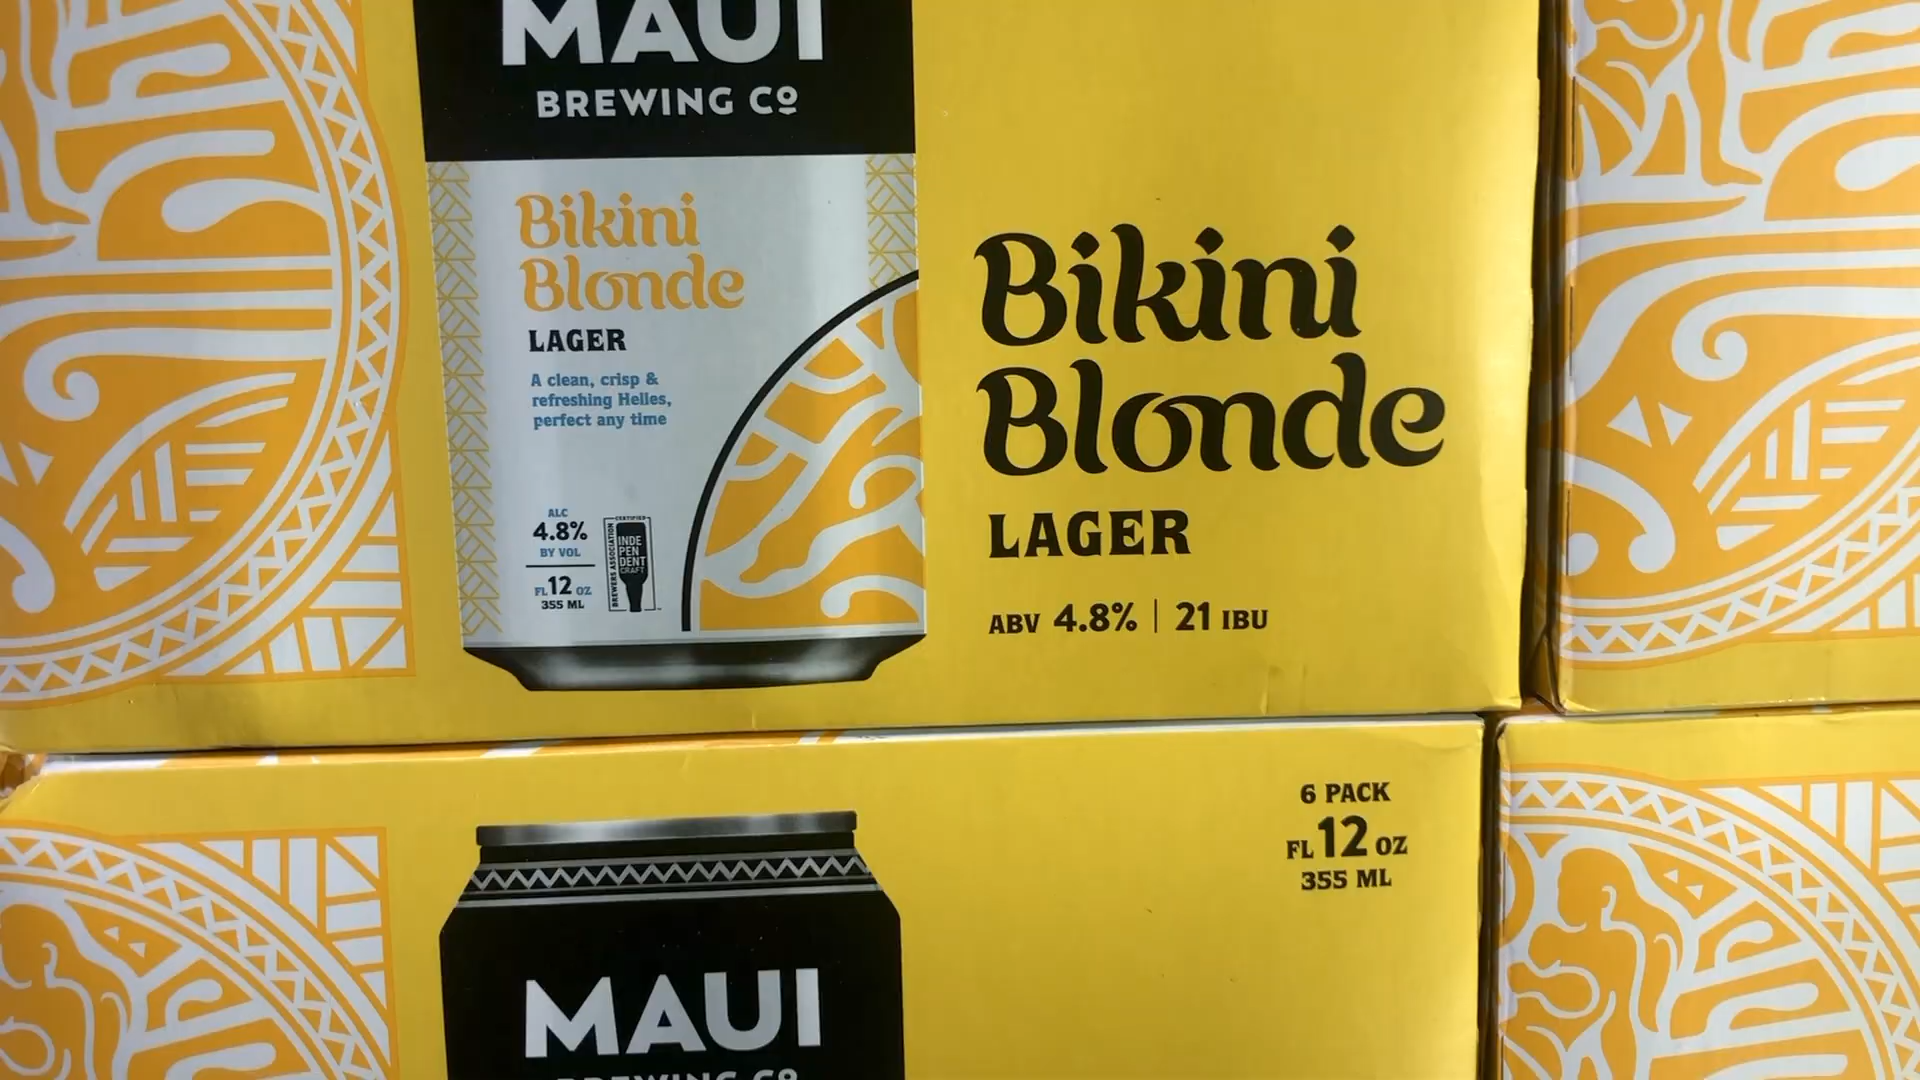 MAUI
BREWING Cº
Bikini
Blonde
LAGER
A clean, crisp &
refreshing Helles,
perfect any time
ALC
4.8%
BY VOL
FL 12 OZ
355 ML
CERTIFIED
BREWERS ASSOCIATION
INDE
PEN
DENT
CRAFT
Bikini
Blonde
LAGER
ABV 4.8% | 21 IBU
6 PACK
FL 12 OZ
355 ML
MAUI
BREWING Cº